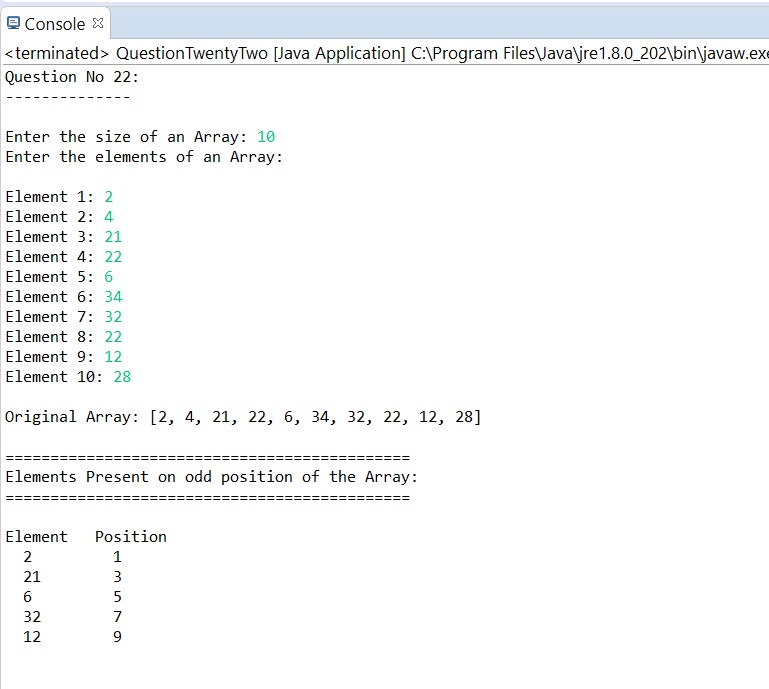 Console
<terminated> QuestionTwentyTwo [Java Application] C:\Program Files\Java\jre1.8.0_202\bin\javaw.exe
Question No 22:
--------------
Enter the size of an Array: 10
Enter the elements of an Array:
Element 1: 2
Element 2: 4
Element 3: 21
Element 4: 22
Element 5: 6
Element 6: 34
Element 7: 32
Element 8: 22
Element 9: 12
Element 10: 28
Original Array: [2, 4, 21, 22, 6, 34, 32, 22, 12, 28]
=============================================
Elements Present on odd position of the Array:
=============================================
Element   Position
2         1
21        3
6         5
32        7
12        9